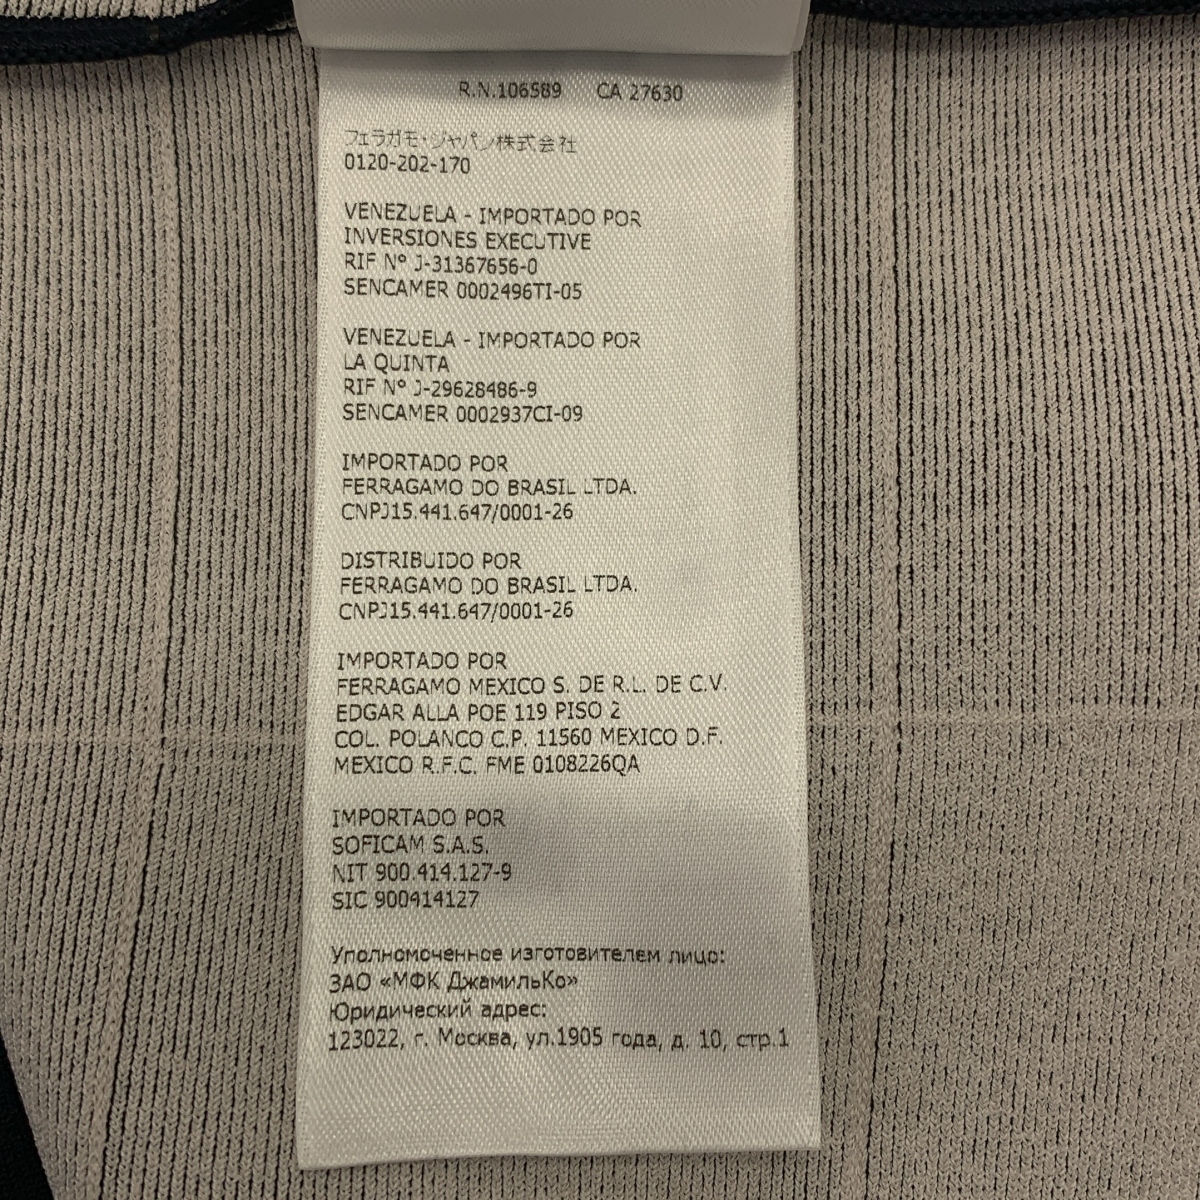 R.N.106589 CA 27630
フェラガモ・ジャパン株式会社
0120-202-170
VENEZUELA - IMPORTADO POR
INVERSIONES EXECUTIVE
RIF Nº J-31367656-0
SENCAMER 0002496TI-05
VENEZUELA - IMPORTADO POR
LA QUINTA
RIF Nº J-29628486-9
SENCAMER 0002937CI-09
IMPORTADO POR
FERRAGAMO DO BRASIL LTDA.
CNPJ15.441.647/0001-26
DISTRIBUIDO POR
FERRAGAMO DO BRASIL LTDA.
CNPJ15.441.647/0001-26
IMPORTADO POR
FERRAGAMO MEXICO S. DE R.L. DE C.V.
EDGAR ALLA POE 119 PISO 2
COL. POLANCO C.P. 11560 MEXICO D.F.
MEXICO R.F.C. FME 0108226QA
IMPORTADO POR
SOFICAM S.A.S.
NIT 900.414.127-9
SIC 900414127
Уполномоченное изготовителем лицо:
ЗАО «МФК ДжамильКо»
Юридический адрес:
123022, г. Москва, ул.1905 года, д. 10, стр.1